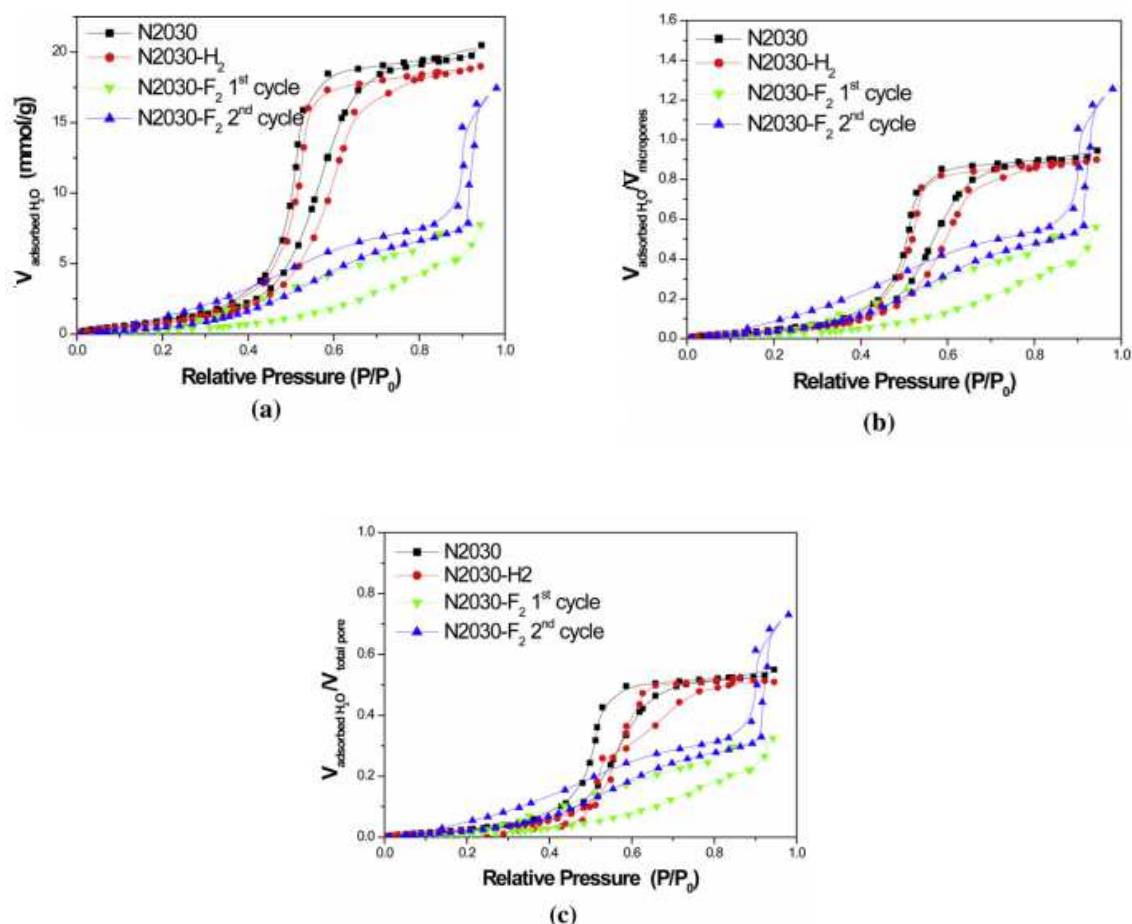 N2030
N2030-H₂
N2030-F₂ 1ˢᵗ cycle
N2030-F₂ 2ⁿᵈ cycle
V adsorbed H₂O (mmol/g)
20
15
10
5
0
0.0 0.2 0.4 0.6 0.8 1.0
Relative Pressure (P/P₀)
(a)
N2030
N2030-H₂
N2030-F₂ 1ˢᵗ cycle
N2030-F₂ 2ⁿᵈ cycle
V adsorbed H₂O/V micropores
1.6
1.4
1.2
1.0
0.8
0.6
0.4
0.2
0.0
0.0 0.2 0.4 0.6 0.8 1.0
Relative Pressure (P/P₀)
(b)
N2030
N2030-H2
N2030-F₂ 1ˢᵗ cycle
N2030-F₂ 2ⁿᵈ cycle
V adsorbed H₂O/V total pore
1.0
0.8
0.6
0.4
0.2
0.0
0.0 0.2 0.4 0.6 0.8 1.0
Relative Pressure (P/P₀)
(c)